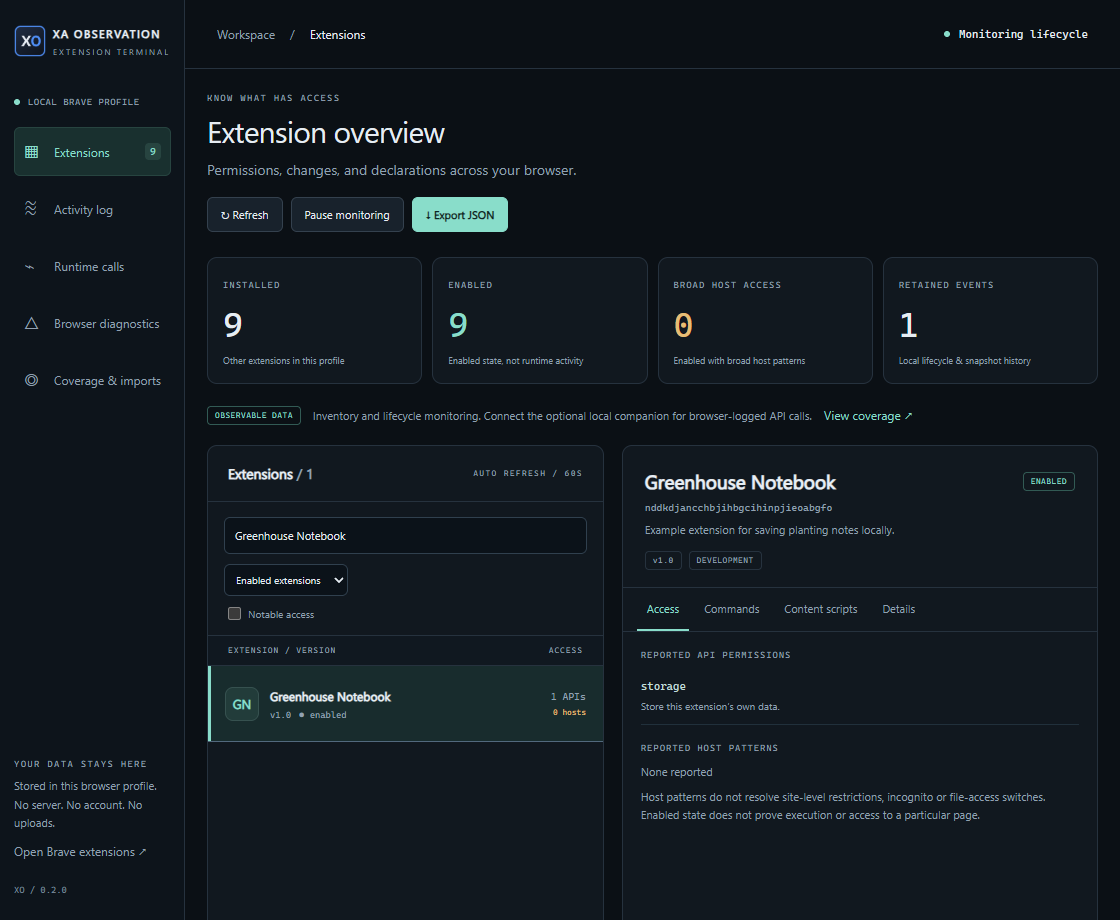 XO
XA OBSERVATION
EXTENSION TERMINAL
LOCAL BRAVE PROFILE
Extensions 9
Activity log
Runtime calls
Browser diagnostics
Coverage & imports
YOUR DATA STAYS HERE
Stored in this browser profile.
No server. No account. No
uploads.
Open Brave extensions ↗
XO / 0.2.0
Workspace / Extensions
Monitoring lifecycle
KNOW WHAT HAS ACCESS
Extension overview
Permissions, changes, and declarations across your browser.
↻ Refresh
Pause monitoring
↓ Export JSON
INSTALLED
9
Other extensions in this profile
ENABLED
9
Enabled state, not runtime activity
BROAD HOST ACCESS
0
Enabled with broad host patterns
RETAINED EVENTS
1
Local lifecycle & snapshot history
OBSERVABLE DATA Inventory and lifecycle monitoring. Connect the optional local companion for browser-logged API calls. View coverage ↗
Extensions / 1
AUTO REFRESH / 60S
Greenhouse Notebook
Enabled extensions
Notable access
EXTENSION / VERSION ACCESS
GN
Greenhouse Notebook
v1.0 ● enabled
1 APIs
0 hosts
Greenhouse Notebook
ENABLED
nddkdjancchbjihbgcihinpjieoabgfo
Example extension for saving planting notes locally.
v1.0 DEVELOPMENT
Access Commands Content scripts Details
REPORTED API PERMISSIONS
storage
Store this extension's own data.
REPORTED HOST PATTERNS
None reported
Host patterns do not resolve site-level restrictions, incognito or file-access switches.
Enabled state does not prove execution or access to a particular page.